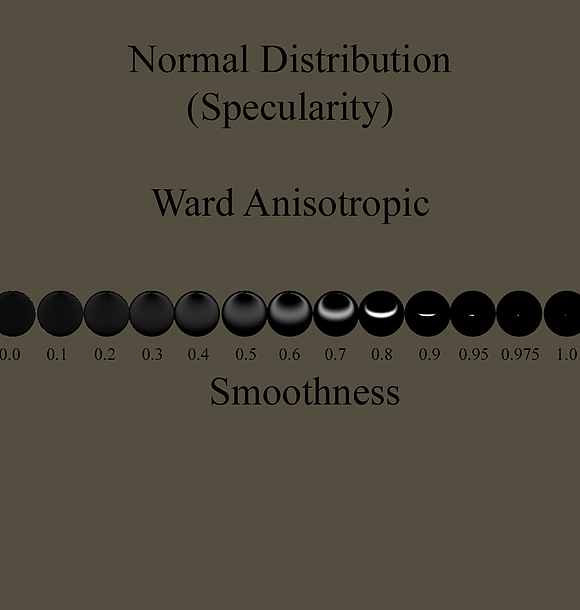 Normal Distribution
(Specularity)
Ward Anisotropic
0.0 0.1 0.2 0.3 0.4 0.5 0.6 0.7 0.8 0.9 0.95 0.975 1.0
Smoothness